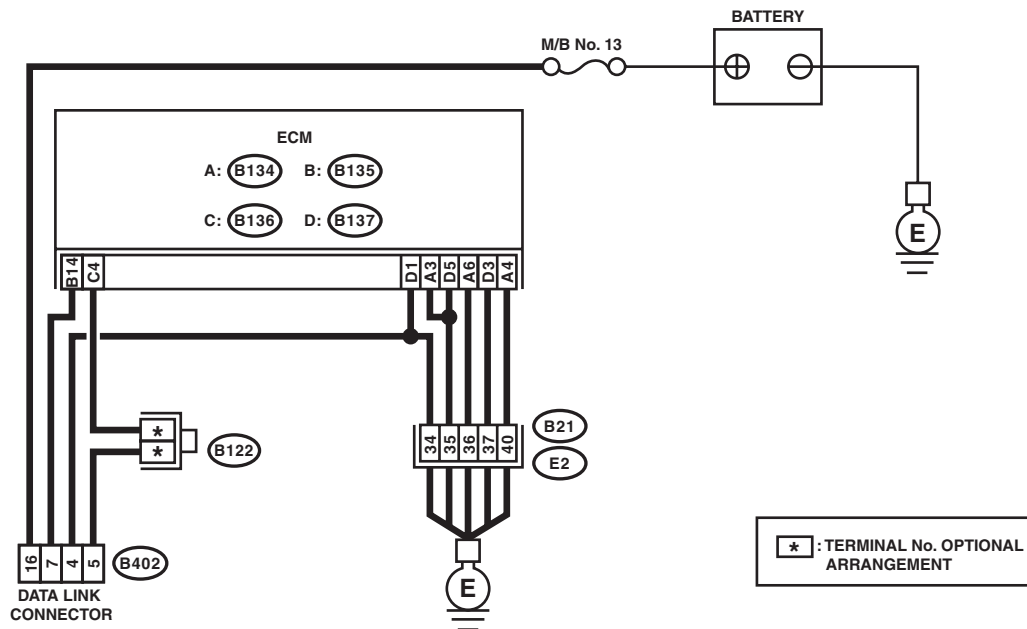 BATTERY
M/B No. 13
E
ECM
A: B134 B: B135
C: B136 D: B137
B14 C4 D1 A3 D5 A6 D3 A4
* 
* 
B122
34 35 36 37 40
B21
E2
16 7 4 5
B402
DATA LINK
CONNECTOR
E
* : TERMINAL No. OPTIONAL
ARRANGEMENT